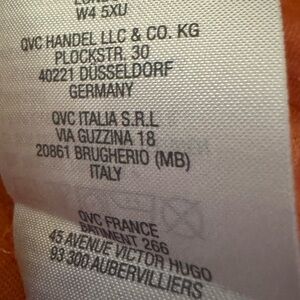 W4 5XU
QVC HANDEL LLC & CO. KG
PLOCKSTR. 30
40221 DÜSSELDORF
GERMANY
QVC ITALIA S.R.L
VIA GUZZINA 18
20861 BRUGHERIO (MB)
ITALY
QVC FRANCE
BATIMENT 266
45 AVENUE VICTOR HUGO
93 300 AUBERVILLIERS